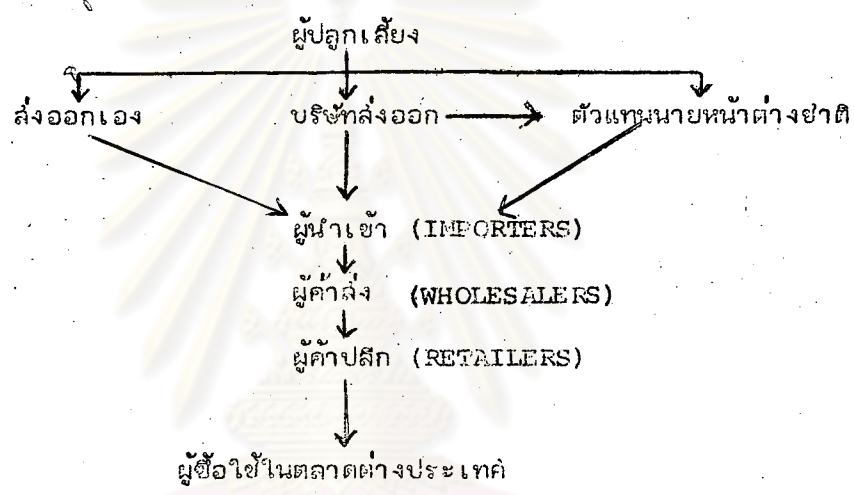 ผู้ปลูกเลี้ยง
ส่งออกเอง บริษัทส่งออก ตัวแทนนายหน้าต่างชาติ
ผู้นำเข้า (IMPORTERS)
ผู้ค้าส่ง (WHOLESALERS)
ผู้ค้าปลีก (RETAILERS)
ผู้ซื้อใช้ในตลาดต่างประเทศ